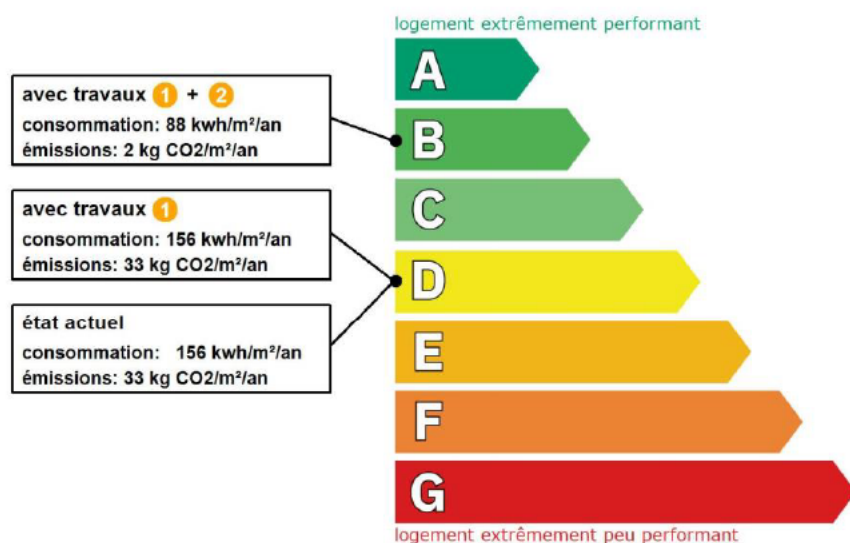 logement extrêmement performant
avec travaux 1 + 2
consommation: 88 kwh/m²/an
émissions: 2 kg CO2/m²/an
avec travaux 1
consommation: 156 kwh/m²/an
émissions: 33 kg CO2/m²/an
état actuel
consommation: 156 kwh/m²/an
émissions: 33 kg CO2/m²/an
A
B
C
D
E
F
G
logement extrêmement peu performant